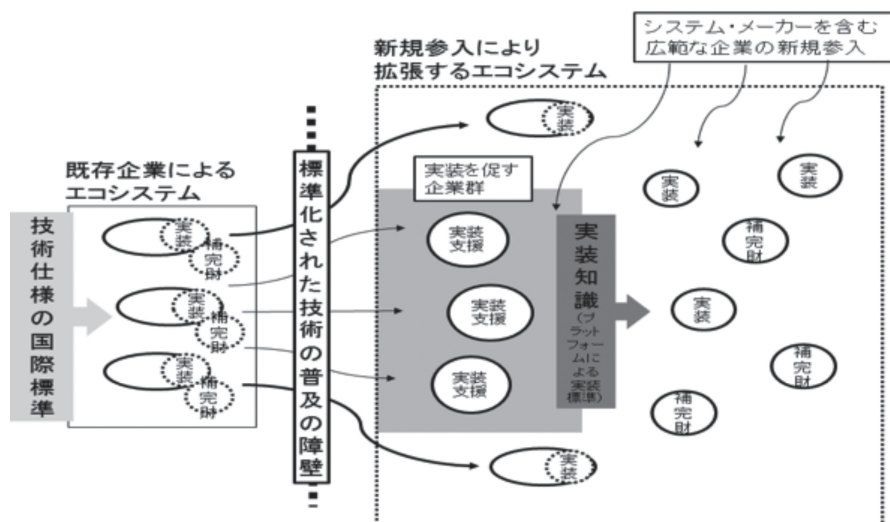 システム・メーカーを含む
広範な企業の新規参入
新規参入により
拡張するエコシステム
既存企業による
エコシステム
技術仕様の国際標準
実装
補完財
実装
補完財
実装
補完財
標準化された技術の普及の障壁
実装
実装を促す
企業群
実装
支援
実装
支援
実装
支援
実装知識
(プラットフォームによる実装標準)
実装
実装
実装
補完財
実装
補完財
補完財